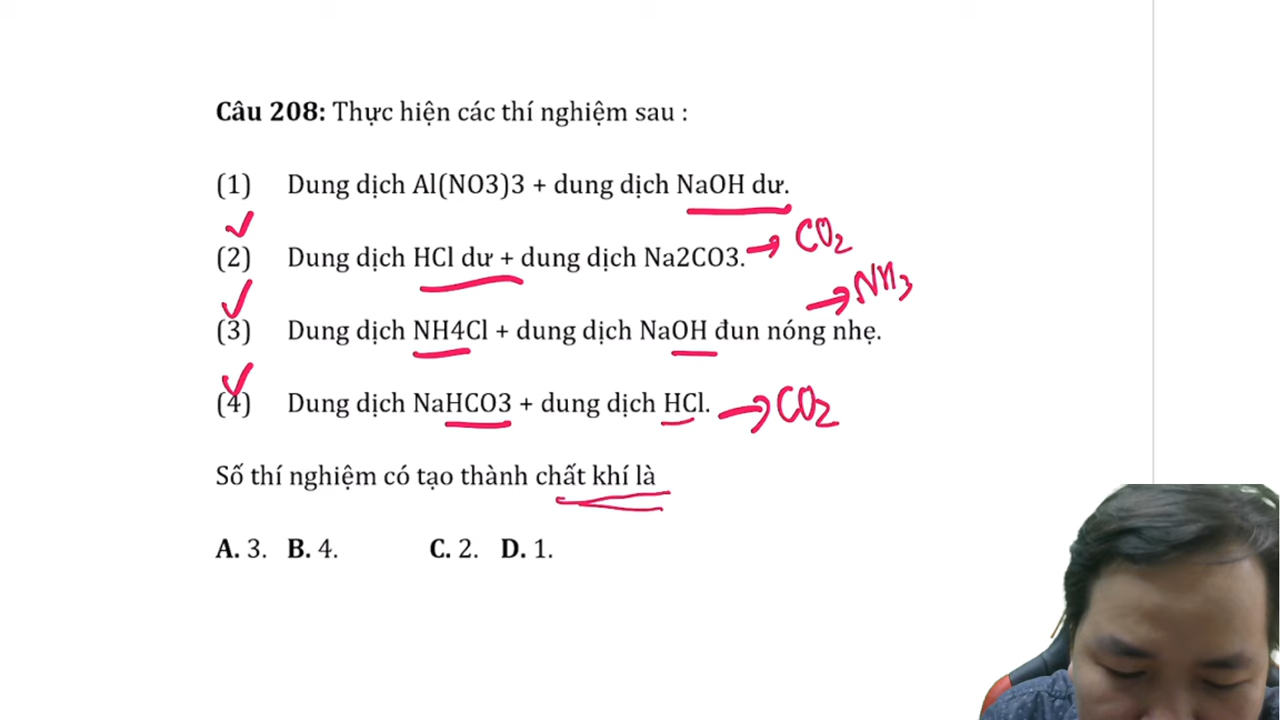 Câu 208: Thực hiện các thí nghiệm sau :
(1) Dung dịch Al(NO3)3 + dung dịch NaOH dư.
(2) Dung dịch HCl dư + dung dịch Na2CO3. → CO2
(3) Dung dịch NH4Cl + dung dịch NaOH đun nóng nhẹ. → NH3
(4) Dung dịch NaHCO3 + dung dịch HCl. → CO2
Số thí nghiệm có tạo thành chất khí là
A. 3. B. 4. C. 2. D. 1.